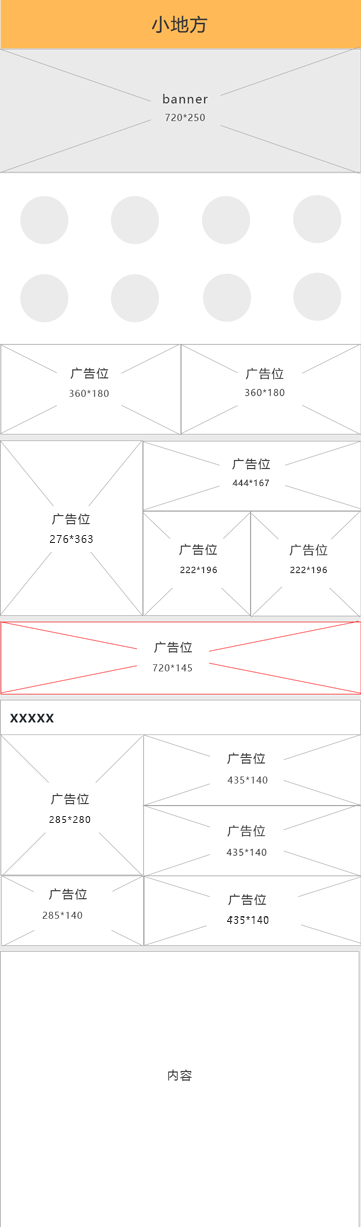 小地方
banner
720*250
广告位
360*180
广告位
360*180
广告位
276*363
广告位
444*167
广告位
222*196
广告位
222*196
广告位
720*145
XXXXX
广告位
285*280
广告位
435*140
广告位
435*140
广告位
285*140
广告位
435*140
内容